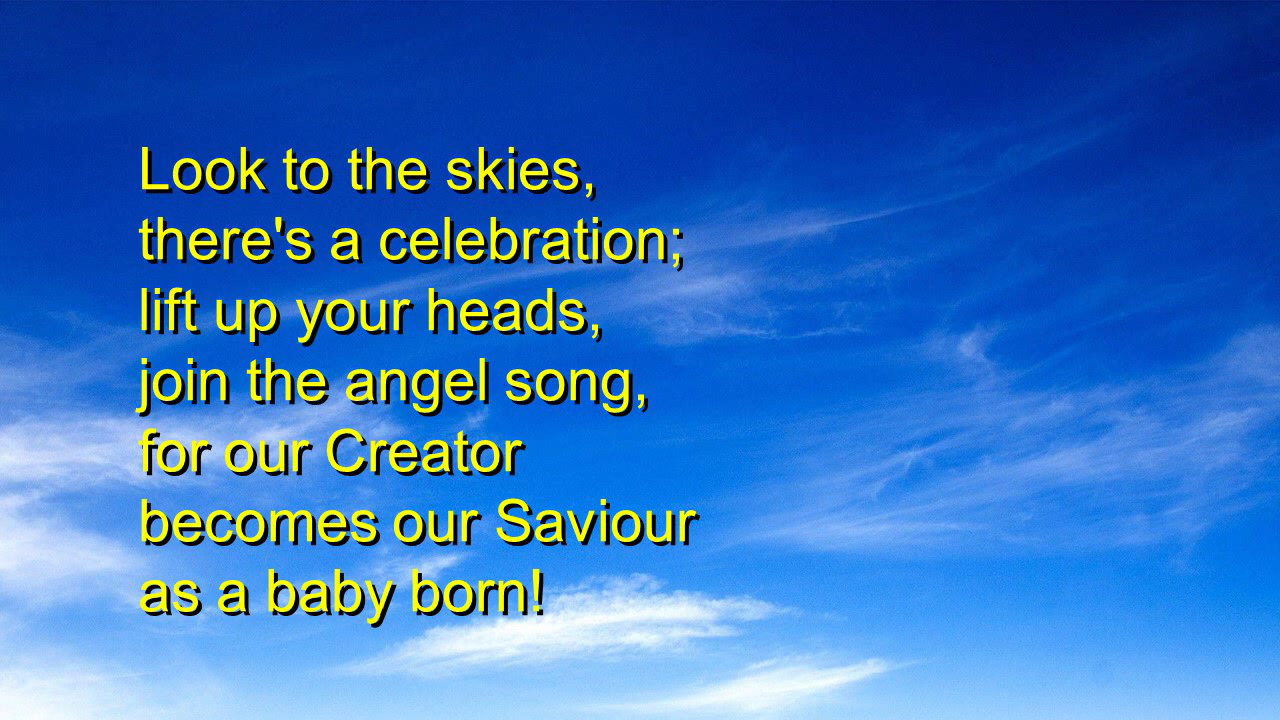 Look to the skies,
there's a celebration;
lift up your heads,
join the angel song,
for our Creator
becomes our Saviour
as a baby born!